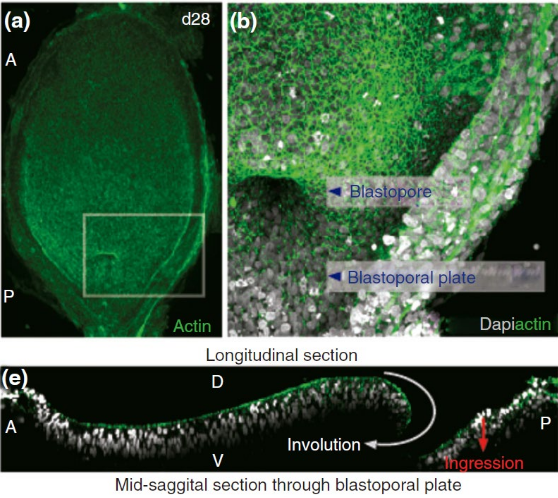 (a)
d28
A
P
Actin
(b)
Blastopore
Blastoporal plate
Dapiactin
Longitudinal section
(e)
D
A
Involution
V
P
Ingression
Mid-saggital section through blastoporal plate